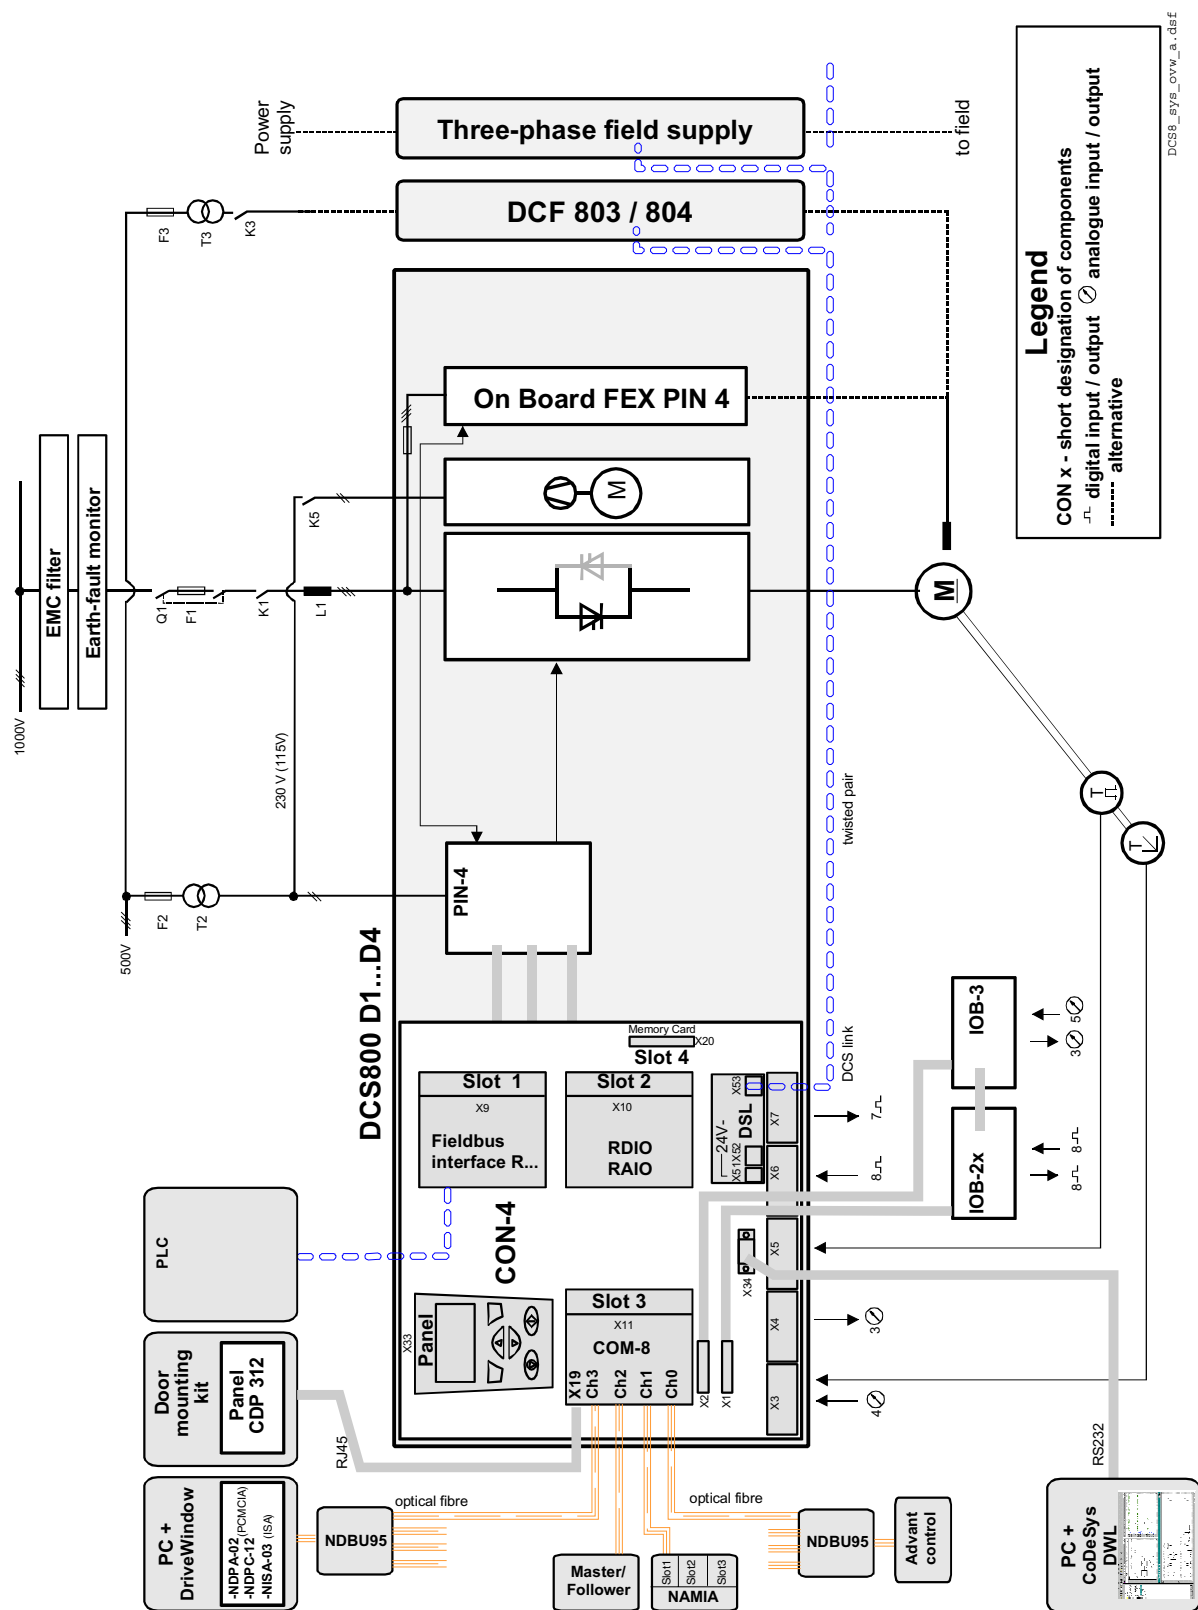 DCS8_sys_ovw_a.dsf
Power
supply
Three-phase field supply
to field
F3
T3
K3
DCF 803 / 804
Legend
CON x - short designation of components
digital input / output
analogue input / output
alternative
On Board FEX PIN 4
EMC filter
Earth-fault monitor
K5
M
Q1
F1
K1
L1
M
1000V
230 V (115V)
twisted pair
T
T
PIN-4
500V
F2
T2
DCS800 D1...D4
Memory Card
X20
Slot 4
DCS link
IOB-3
3
5
Slot 1
X9
Fieldbus
interface R...
Slot 2
X10
RDIO
RAIO
X53
DSL
24V-
X51
X52
X7
7
X6
8
IOB-2x
8
8
PLC
CON-4
X5
X34
X33
Panel
Slot 3
X11
COM-8
X19
Ch3
Ch2
Ch1
Ch0
X4
3
X2
X1
X3
4
Door
mounting
kit
Panel
CDP 312
RJ45
RS232
PC +
DriveWindow
-NDPA-02 (PCMCIA)
-NDPC-12
-NISA-03 (ISA)
NDBU95
optical fibre
optical fibre
Master/
Follower
Slot1
Slot2
Slot3
NAMIA
NDBU95
Advant
control
PC +
CoDeSys
DWL